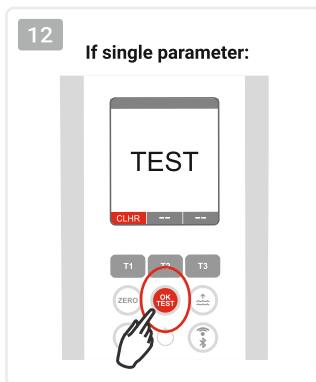 12
If single parameter:
TEST
CLHR -- --
T1 T2 T3
ZERO OK TEST